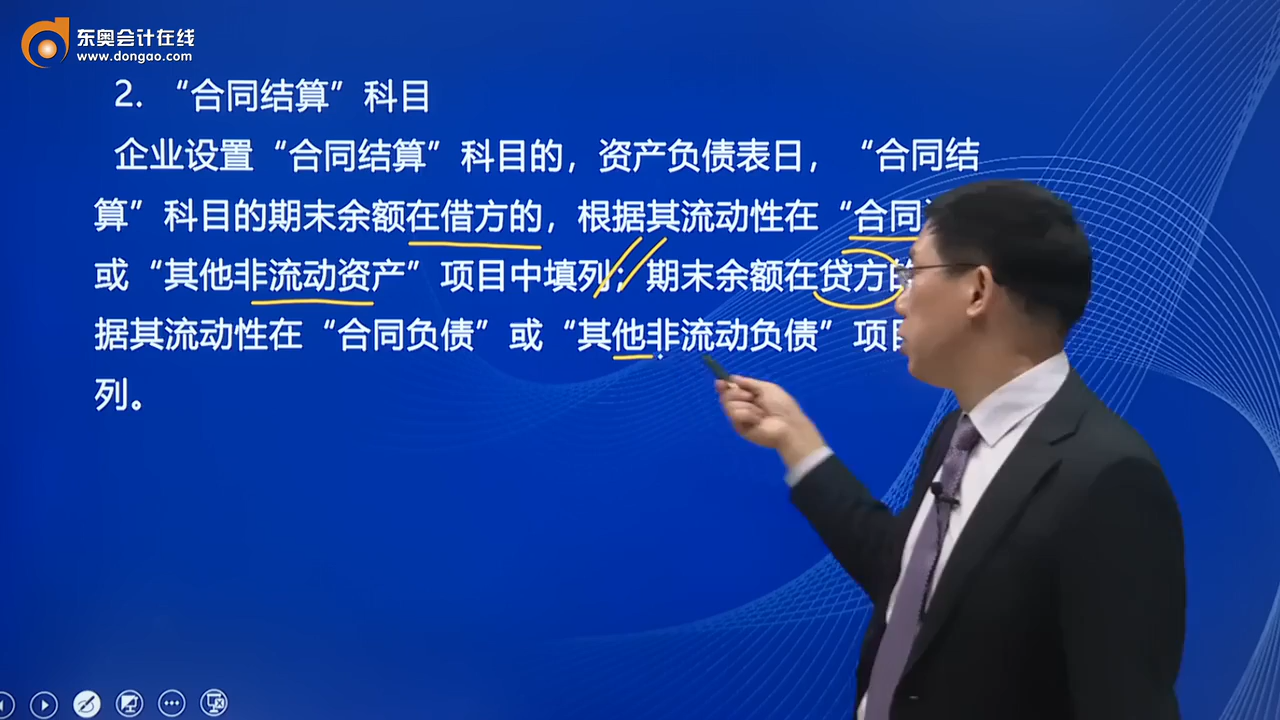 东奥会计在线
www.dongao.com
2. “合同结算”科目
企业设置“合同结算”科目的，资产负债表日，“合同结
算”科目的期末余额在借方的，根据其流动性在“合同
或“其他非流动资产”项目中填列；期末余额在贷方的
据其流动性在“合同负债”或“其他非流动负债”项目
列。